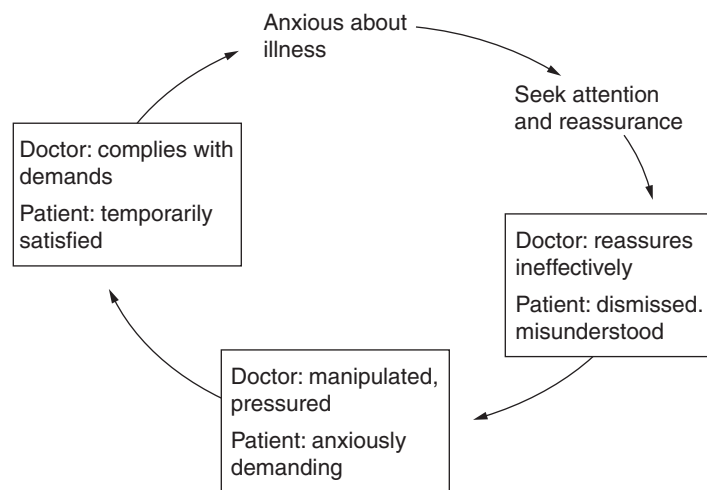 Anxious about
illness
Seek attention
and reassurance
Doctor: reassures
ineffectively
Patient: dismissed.
misunderstood
Doctor: manipulated,
pressured
Patient: anxiously
demanding
Doctor: complies with
demands
Patient: temporarily
satisfied